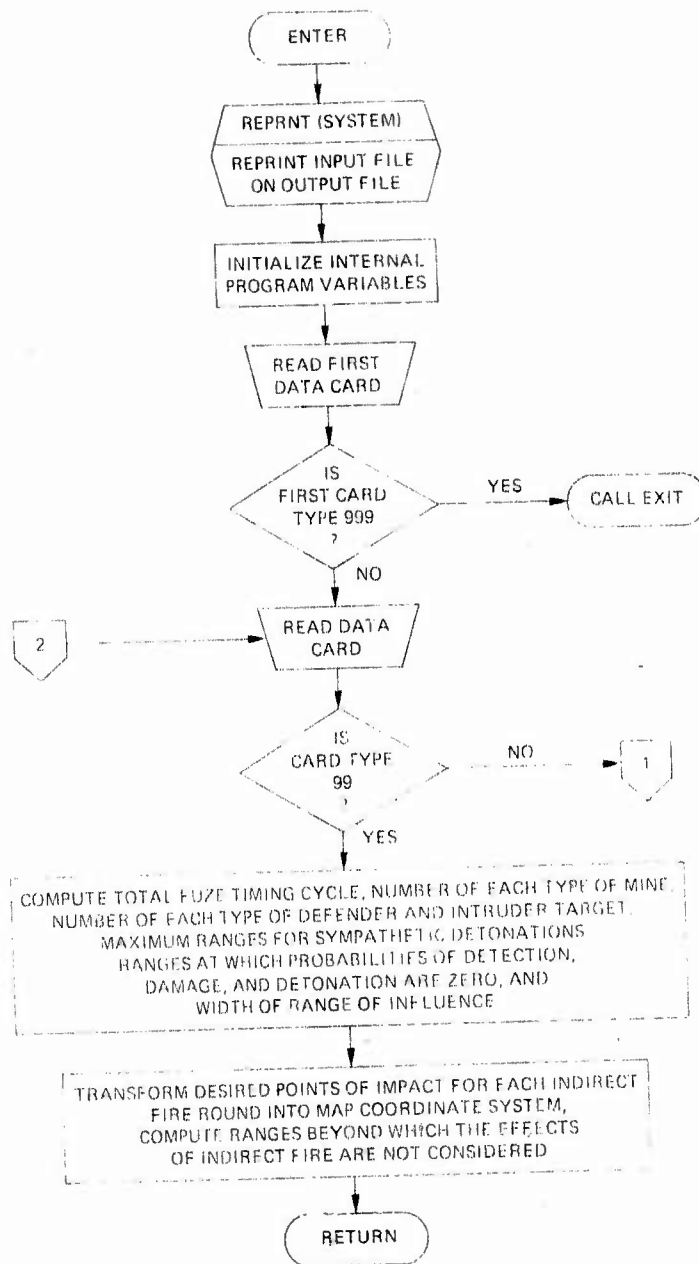 ENTER
REPRNT (SYSTEM)
REPRINT INPUT FILE
ON OUTPUT FILE
INITIALIZE INTERNAL
PROGRAM VARIABLES
READ FIRST
DATA CARD
IS
FIRST CARD
TYPE 999
?
YES
CALL EXIT
NO
2
READ DATA
CARD
IS
CARD TYPE
99
?
NO
1
YES
COMPUTE TOTAL FUZE TIMING CYCLE, NUMBER OF EACH TYPE OF MINE,
NUMBER OF EACH TYPE OF DEFENDER AND INTRUDER TARGET,
MAXIMUM RANGES FOR SYMPATHETIC DETONATIONS
RANGES AT WHICH PROBABILITIES OF DETECTION,
DAMAGE, AND DETONATION ARE ZERO, AND
WIDTH OF RANGE OF INFLUENCE
TRANSFORM DESIRED POINTS OF IMPACT FOR EACH INDIRECT
FIRE ROUND INTO MAP COORDINATE SYSTEM,
COMPUTE RANGES BEYOND WHICH THE EFFECTS
OF INDIRECT FIRE ARE NOT CONSIDERED
RETURN